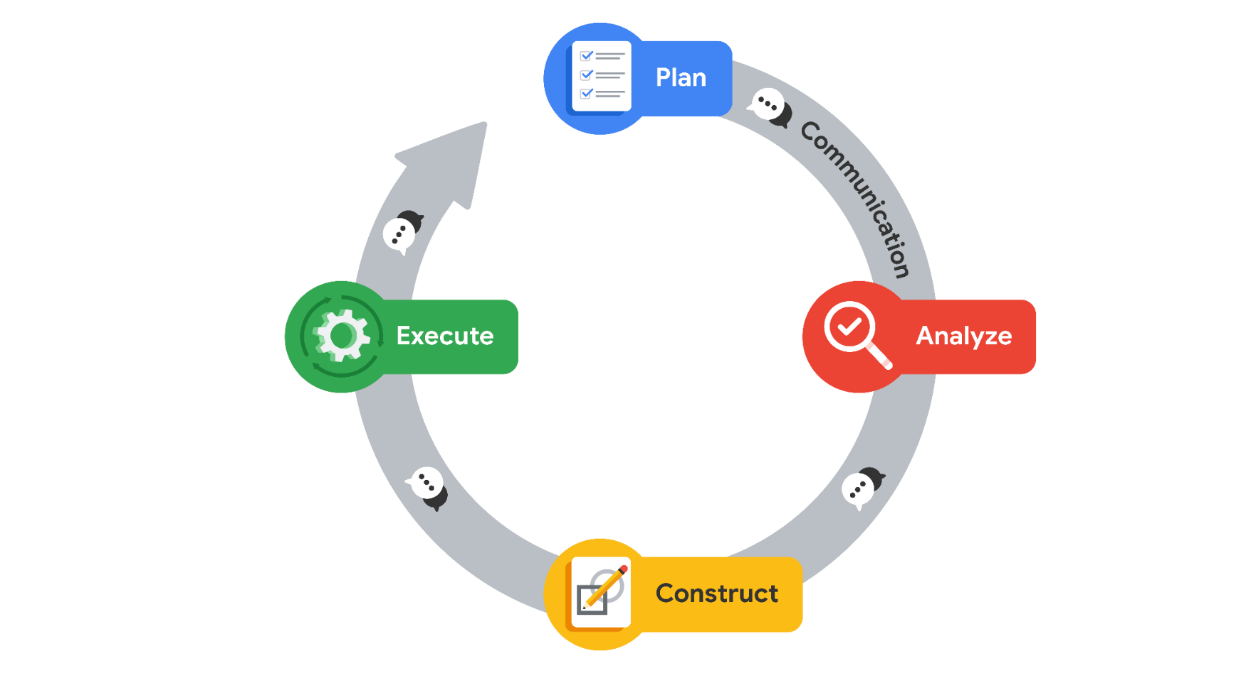 Plan
Communication
Analyze
Construct
Execute